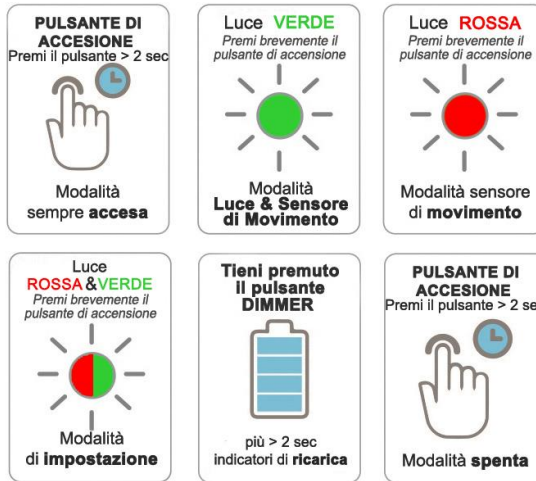 PULSANTE DI
ACCESIONE
Premi il pulsante > 2 sec
Modalità
sempre accesa
Luce VERDE
Premi brevemente il
pulsante di accensione
Modalità
Luce & Sensore
di Movimento
Luce ROSSA
Premi brevemente il
pulsante di accensione
Modalità sensore
di movimento
Luce
ROSSA & VERDE
Premi brevemente il
pulsante di accensione
Modalità
di impostazione
Tieni premuto
il pulsante
DIMMER
più > 2 sec
indicatori di ricarica
PULSANTE DI
ACCESIONE
Premi il pulsante > 2 se
Modalità spenta